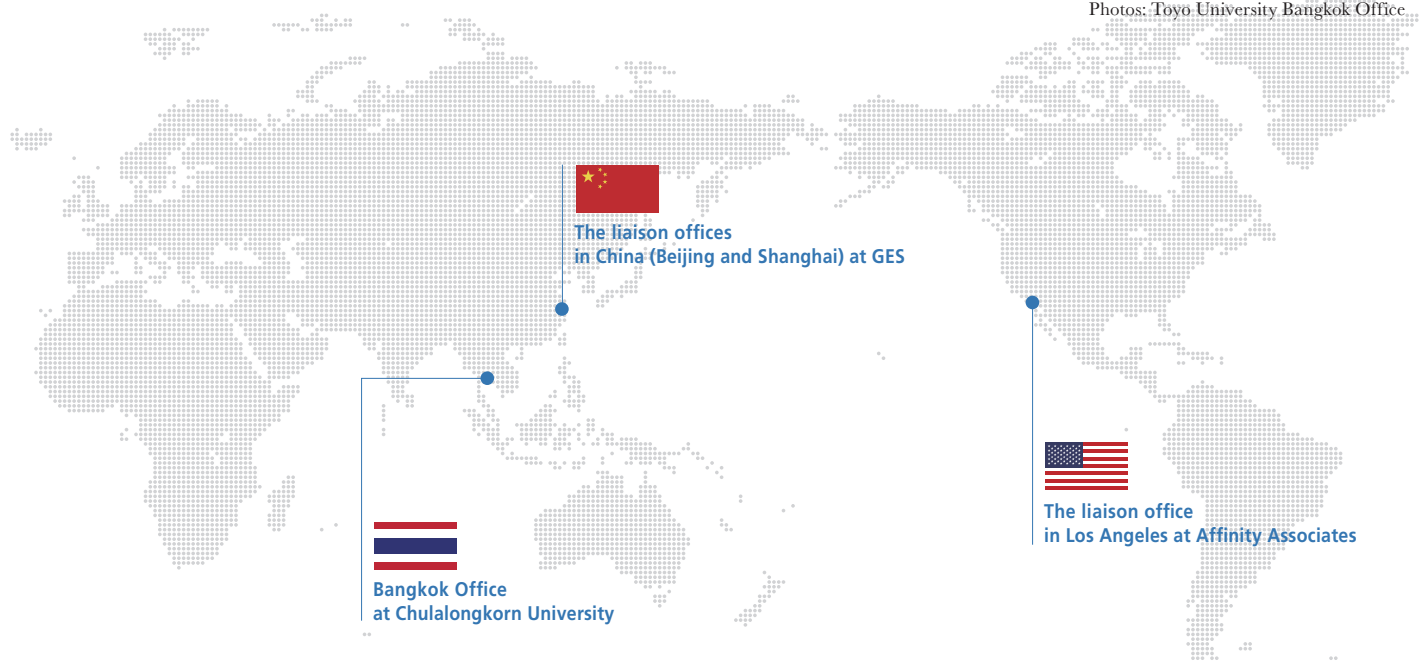 Photos: Toyo University Bangkok Office
The liaison offices
in China (Beijing and Shanghai) at GES
The liaison office
in Los Angeles at Affinity Associates
Bangkok Office
at Chulalongkorn University